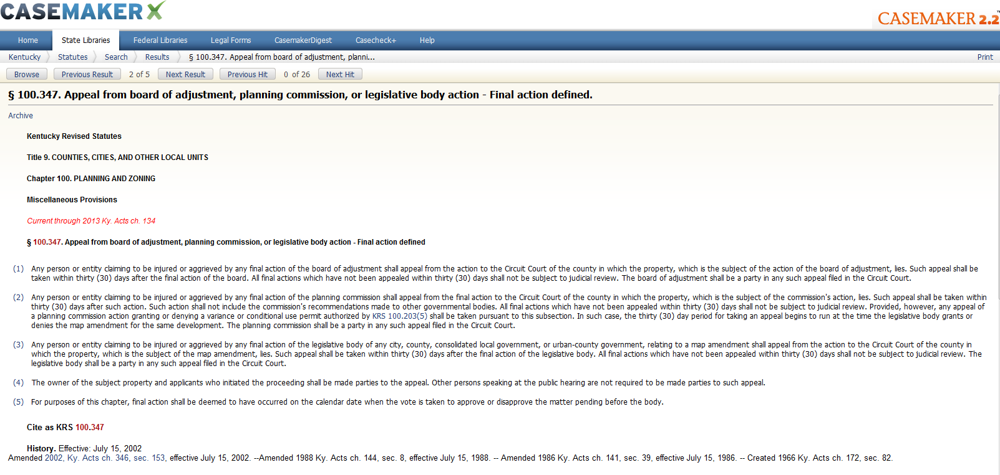 CASEMAKERX
CASEMAKER 2.2™
Home State Libraries Federal Libraries Legal Forms CasemakerDigest Casecheck+ Help
Kentucky Statutes Search Results § 100.347. Appeal from board of adjustment, planni... Print
Browse Previous Result 2 of 5 Next Result Previous Hit 0 of 26 Next Hit
§ 100.347. Appeal from board of adjustment, planning commission, or legislative body action - Final action defined.
Archive
Kentucky Revised Statutes
Title 9. COUNTIES, CITIES, AND OTHER LOCAL UNITS
Chapter 100. PLANNING AND ZONING
Miscellaneous Provisions
Current through 2013 Ky. Acts ch. 134
§ 100.347. Appeal from board of adjustment, planning commission, or legislative body action - Final action defined
(1) Any person or entity claiming to be injured or aggrieved by any final action of the board of adjustment shall appeal from the action to the Circuit Court of the county in which the property, which is the subject of the action of the board of adjustment, lies. Such appeal shall be
taken within thirty (30) days after the final action of the board. All final actions which have not been appealed within thirty (30) days shall not be subject to judicial review. The board of adjustment shall be a party in any such appeal filed in the Circuit Court.
(2) Any person or entity claiming to be injured or aggrieved by any final action of the planning commission shall appeal from the final action to the Circuit Court of the county in which the property, which is the subject of the commission's action, lies. Such appeal shall be taken within
thirty (30) days after such action. Such action shall not include the commission's recommendations made to other governmental bodies. All final actions which have not been appealed within thirty (30) days shall not be subject to judicial review. Provided, however, any appeal of
a planning commission action granting or denying a variance or conditional use permit authorized by KRS 100.203(5) shall be taken pursuant to this subsection. In such case, the thirty (30) day period for taking an appeal begins to run at the time the legislative body grants or
denies the map amendment for the same development. The planning commission shall be a party in any such appeal filed in the Circuit Court.
(3) Any person or entity claiming to be injured or aggrieved by any final action of the legislative body of any city, county, consolidated local government, or urban-county government, relating to a map amendment shall appeal from the action to the Circuit Court of the county in
which the property, which is the subject of the map amendment, lies. Such appeal shall be taken within thirty (30) days after the final action of the legislative body. All final actions which have not been appealed within thirty (30) days shall not be subject to judicial review. The
legislative body shall be a party in any such appeal filed in the Circuit Court.
(4) The owner of the subject property and applicants who initiated the proceeding shall be made parties to the appeal. Other persons speaking at the public hearing are not required to be made parties to such appeal.
(5) For purposes of this chapter, final action shall be deemed to have occurred on the calendar date when the vote is taken to approve or disapprove the matter pending before the body.
Cite as KRS 100.347
History. Effective: July 15, 2002
Amended 2002, Ky. Acts ch. 346, sec. 153, effective July 15, 2002. --Amended 1988 Ky. Acts ch. 144, sec. 8, effective July 15, 1988. -- Amended 1986 Ky. Acts ch. 141, sec. 39, effective July 15, 1986. -- Created 1966 Ky. Acts ch. 172, sec. 82.